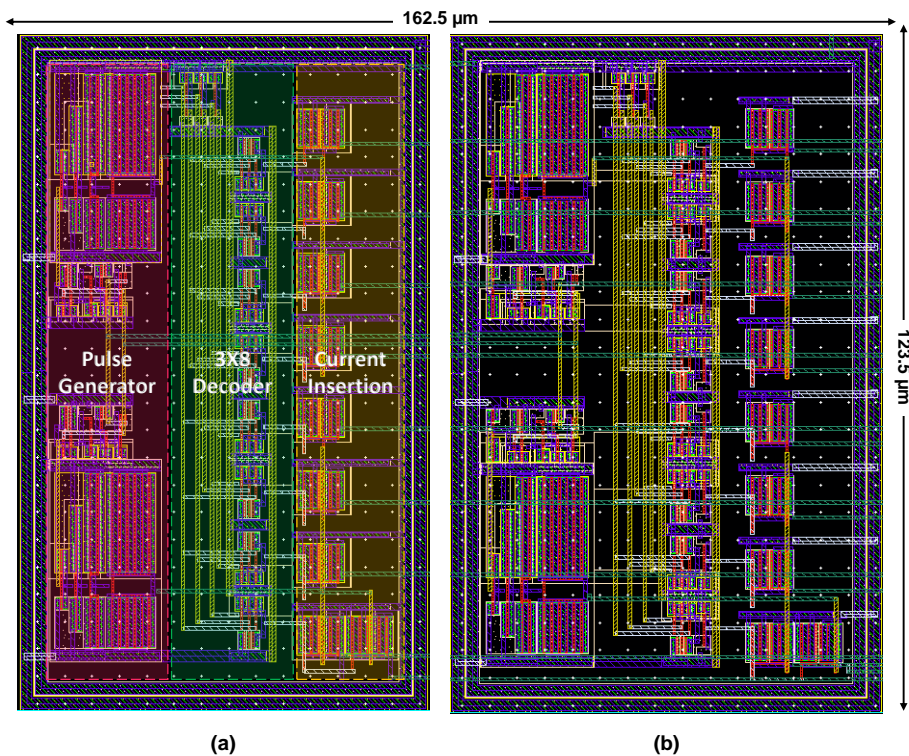 162.5 µm
123.5 µm
Pulse
Generator
3X8
Decoder
Current
Insertion
(a)
(b)